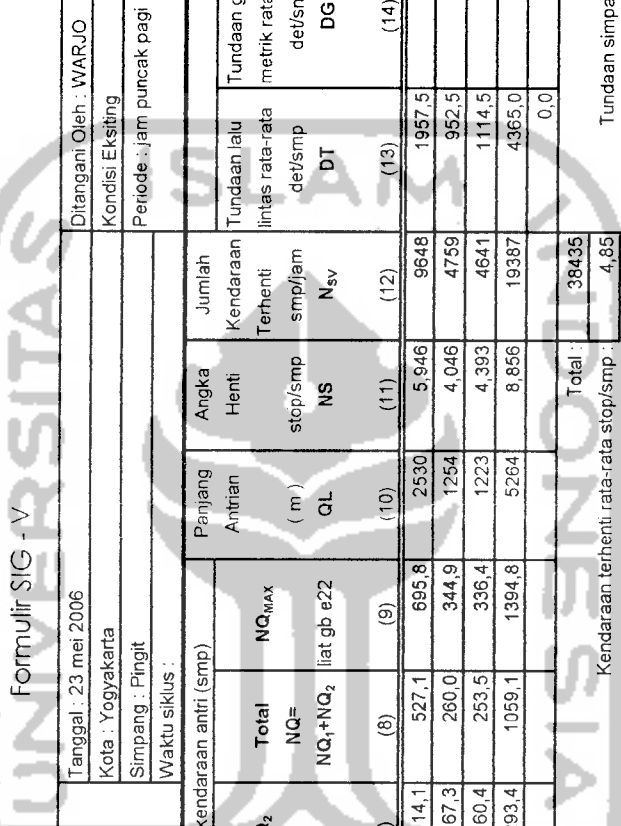 Formulir SIG - V
Tanggal : 23 mei 2006
Ditangani Oleh : WARJO
Kota : Yogyakarta
Kondisi Eksiting
Simpang : Pingit
Periode : jam puncak pagi
Waktu siklus :
Kendaraan antri (smp)
Total NQ= NQ1+NQ2 (8)
NQMAX liat gb e22 (9)
Panjang Antrian ( m ) QL (10)
Angka Henti stop/smp NS (11)
Jumlah Kendaraan Terhenti smp/jam Nsv (12)
Tundaan lalu lintas rata-rata det/smp DT (13)
Tundaan g metrik rata det/sm DG (14)
14,1 527,1 695,8 2530 5,946 9648 1957,5
67,3 260,0 344,9 1254 4,046 4759 952,5
60,4 253,5 336,4 1223 4,393 4641 1114,5
93,4 1059,1 1394,8 5264 8,856 19387 4365,0
0,0
Total : 38435
Kendaraan terhenti rata-rata stop/smp : 4,85
Tundaan simpa
UNIVERSITAS
ISLAM
INDONESIA